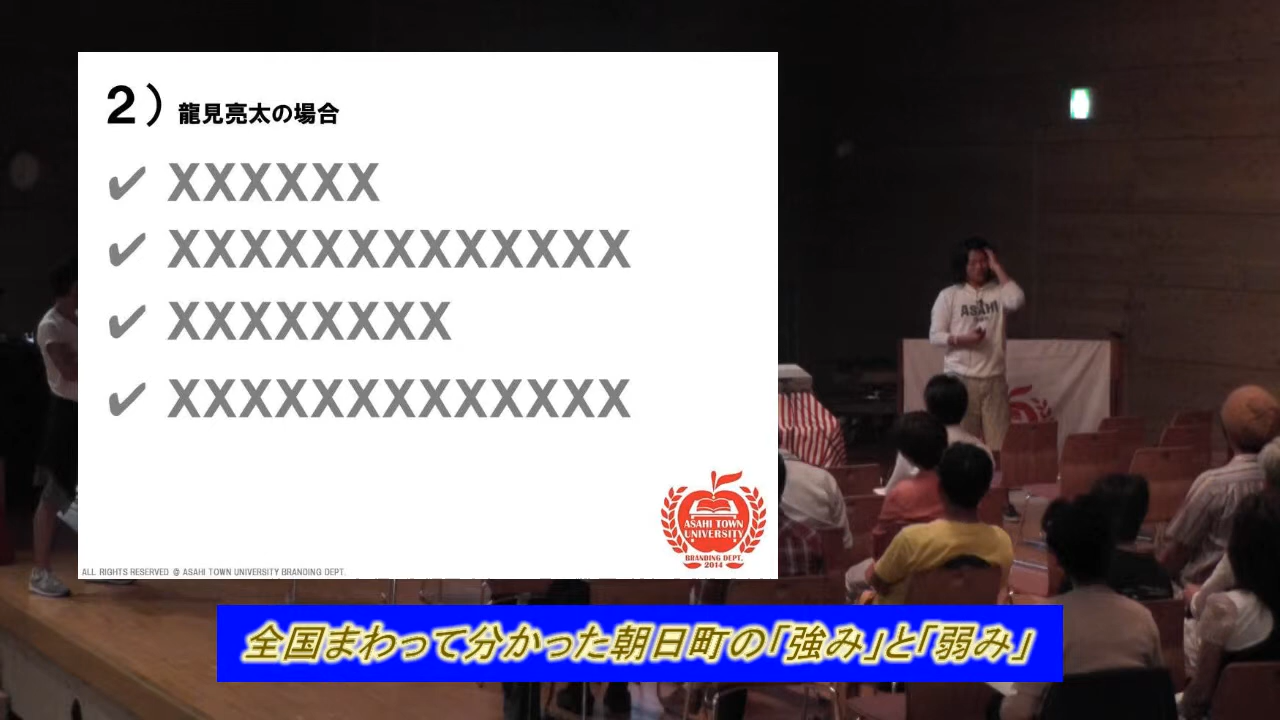 2) 龍見亮太の場合
✔ XXXXXX
✔ XXXXXXXXXXXXX
✔ XXXXXXXX
✔ XXXXXXXXXXXXX
ASAHI TOWN
UNIVERSITY
BRANDING DEPT.
2014
ALL RIGHTS RESERVED @ ASAHI TOWN UNIVERSITY BRANDING DEPT.
ASAHI
全国まわって分かった朝日町の「強み」と「弱み」